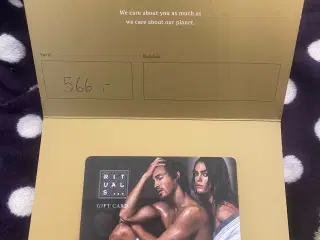 We care about you as much as
we care about our planet.
566,-
RIT
UAL
S...
GIFT CARD